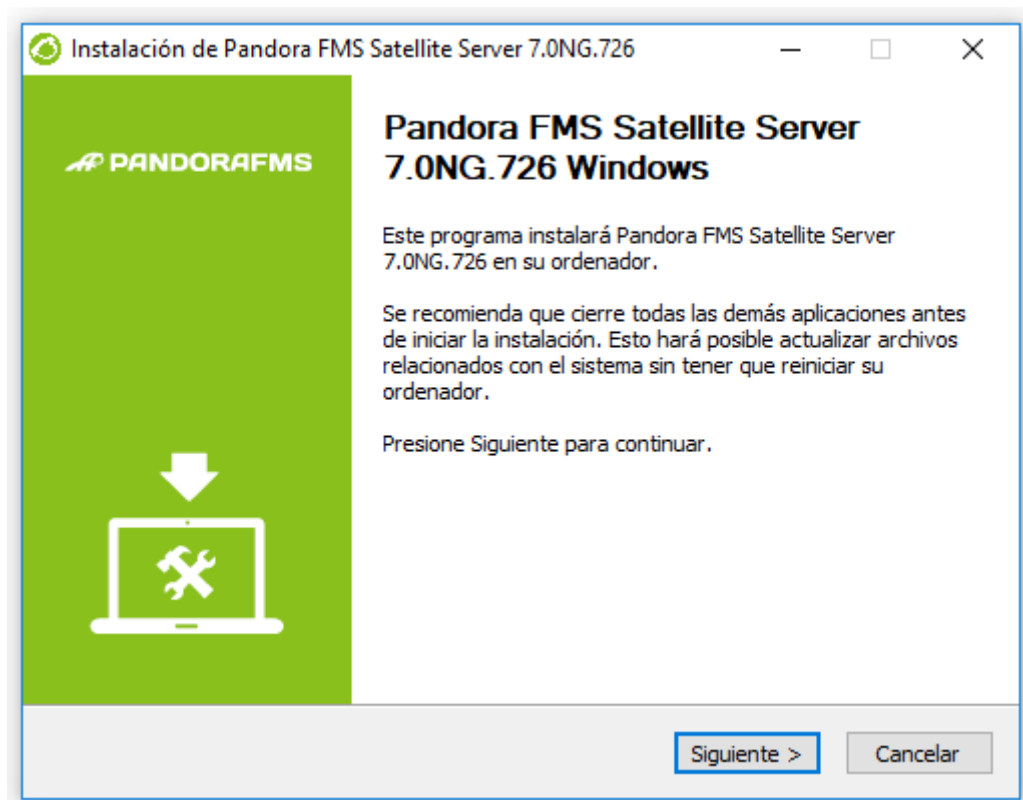 Instalación de Pandora FMS Satellite Server 7.0NG.726
PANDORAFMS
Pandora FMS Satellite Server
7.0NG.726 Windows
Este programa instalará Pandora FMS Satellite Server
7.0NG.726 en su ordenador.
Se recomienda que cierre todas las demás aplicaciones antes
de iniciar la instalación. Esto hará posible actualizar archivos
relacionados con el sistema sin tener que reiniciar su
ordenador.
Presione Siguiente para continuar.
Siguiente >
Cancelar